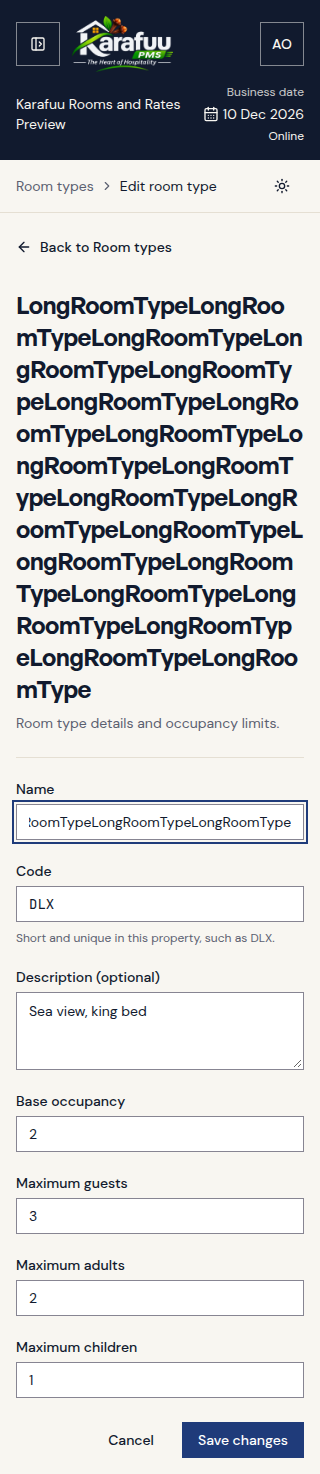 Karafuu
PMS
The Heart of Hospitality
AO
Karafuu Rooms and Rates
Preview
Business date
10 Dec 2026
Online
Room types > Edit room type
← Back to Room types
LongRoomTypeLongRoo
mTypeLongRoomTypeLon
gRoomTypeLongRoomTy
peLongRoomTypeLongRo
omTypeLongRoomTypeLo
ngRoomTypeLongRoomT
ypeLongRoomTypeLongR
oomTypeLongRoomTypeL
ongRoomTypeLongRoom
TypeLongRoomTypeLong
RoomTypeLongRoomTyp
eLongRoomTypeLongRoo
mType
Room type details and occupancy limits.
Name
RoomTypeLongRoomTypeLongRoomType
Code
DLX
Short and unique in this property, such as DLX.
Description (optional)
Sea view, king bed
Base occupancy
2
Maximum guests
3
Maximum adults
2
Maximum children
1
Cancel
Save changes